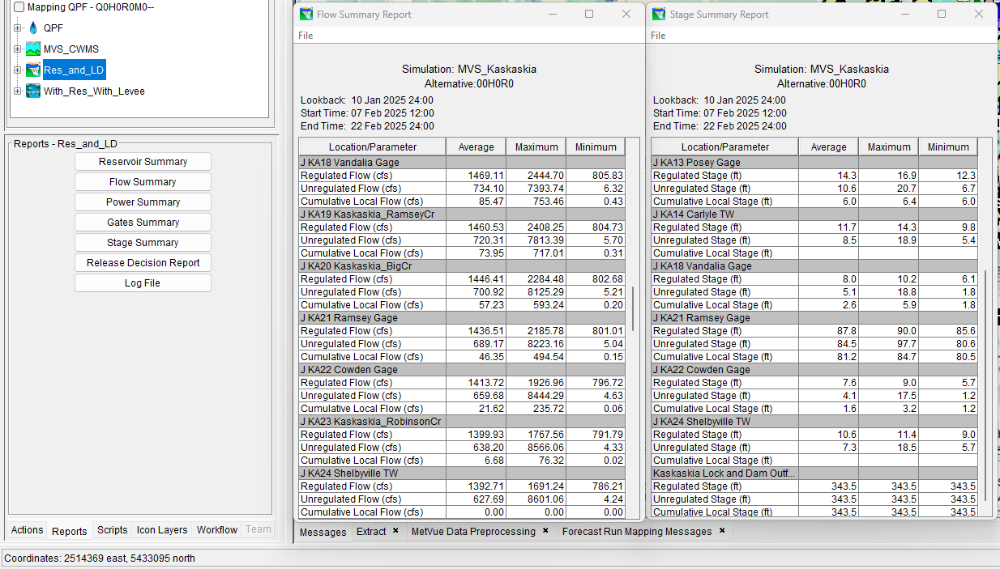 Mapping QPF - Q0H0R0M0--
QPF
MVS_CWMS
Res_and_LD
With_Res_With_Levee
Reports - Res_and_LD
Reservoir Summary
Flow Summary
Power Summary
Gates Summary
Stage Summary
Release Decision Report
Log File
Actions Reports Scripts Icon Layers Workflow Team
Flow Summary Report
File
Simulation: MVS_Kaskaskia
Alternative:00H0R0
Lookback: 10 Jan 2025 24:00
Start Time: 07 Feb 2025 12:00
End Time: 22 Feb 2025 24:00
Location/Parameter Average Maximum Minimum
J KA18 Vandalia Gage
Regulated Flow (cfs) 1469.11 2444.70 805.83
Unregulated Flow (cfs) 734.10 7393.74 6.32
Cumulative Local Flow (cfs) 85.47 753.46 0.43
J KA19 Kaskaskia_RamseyCr
Regulated Flow (cfs) 1460.53 2408.25 804.73
Unregulated Flow (cfs) 720.31 7813.39 5.70
Cumulative Local Flow (cfs) 73.95 717.01 0.31
J KA20 Kaskaskia_BigCr
Regulated Flow (cfs) 1446.41 2284.48 802.68
Unregulated Flow (cfs) 700.92 8125.29 5.21
Cumulative Local Flow (cfs) 57.23 593.24 0.20
J KA21 Ramsey Gage
Regulated Flow (cfs) 1436.51 2185.78 801.01
Unregulated Flow (cfs) 689.17 8223.16 5.04
Cumulative Local Flow (cfs) 46.35 494.54 0.15
J KA22 Cowden Gage
Regulated Flow (cfs) 1413.72 1926.96 796.72
Unregulated Flow (cfs) 659.68 8444.29 4.63
Cumulative Local Flow (cfs) 21.62 235.72 0.06
J KA23 Kaskaskia_RobinsonCr
Regulated Flow (cfs) 1399.93 1767.56 791.79
Unregulated Flow (cfs) 638.20 8566.06 4.33
Cumulative Local Flow (cfs) 6.68 76.32 0.02
J KA24 Shelbyville TW
Regulated Flow (cfs) 1392.71 1691.24 786.21
Unregulated Flow (cfs) 627.69 8601.06 4.24
Cumulative Local Flow (cfs) 0.00 0.00 0.00
Stage Summary Report
File
Simulation: MVS_Kaskaskia
Alternative:00H0R0
Lookback: 10 Jan 2025 24:00
Start Time: 07 Feb 2025 12:00
End Time: 22 Feb 2025 24:00
Location/Parameter Average Maximum Minimum
J KA13 Posey Gage
Regulated Stage (ft) 14.3 16.9 12.3
Unregulated Stage (ft) 10.6 20.7 6.7
Cumulative Local Stage (ft) 6.0 6.4 6.0
J KA14 Carlyle TW
Regulated Stage (ft) 11.7 14.3 9.8
Unregulated Stage (ft) 8.5 18.9 5.4
Cumulative Local Stage (ft)
J KA18 Vandalia Gage
Regulated Stage (ft) 8.0 10.2 6.1
Unregulated Stage (ft) 5.1 18.8 1.8
Cumulative Local Stage (ft) 2.6 5.9 1.8
J KA21 Ramsey Gage
Regulated Stage (ft) 87.8 90.0 85.6
Unregulated Stage (ft) 84.5 97.7 80.6
Cumulative Local Stage (ft) 81.2 84.7 80.5
J KA22 Cowden Gage
Regulated Stage (ft) 7.6 9.0 5.7
Unregulated Stage (ft) 4.1 17.5 1.2
Cumulative Local Stage (ft) 1.6 3.2 1.2
J KA24 Shelbyville TW
Regulated Stage (ft) 10.6 11.4 9.0
Unregulated Stage (ft) 7.3 18.5 5.7
Cumulative Local Stage (ft)
Kaskaskia Lock and Dam Outf...
Regulated Stage (ft) 343.5 343.5 343.5
Unregulated Stage (ft) 343.5 343.5 343.5
Cumulative Local Stage (ft) 343.5 343.5 343.5
Messages Extract × MetVue Data Preprocessing × Forecast Run Mapping Messages ×
Coordinates: 2514369 east, 5433095 north